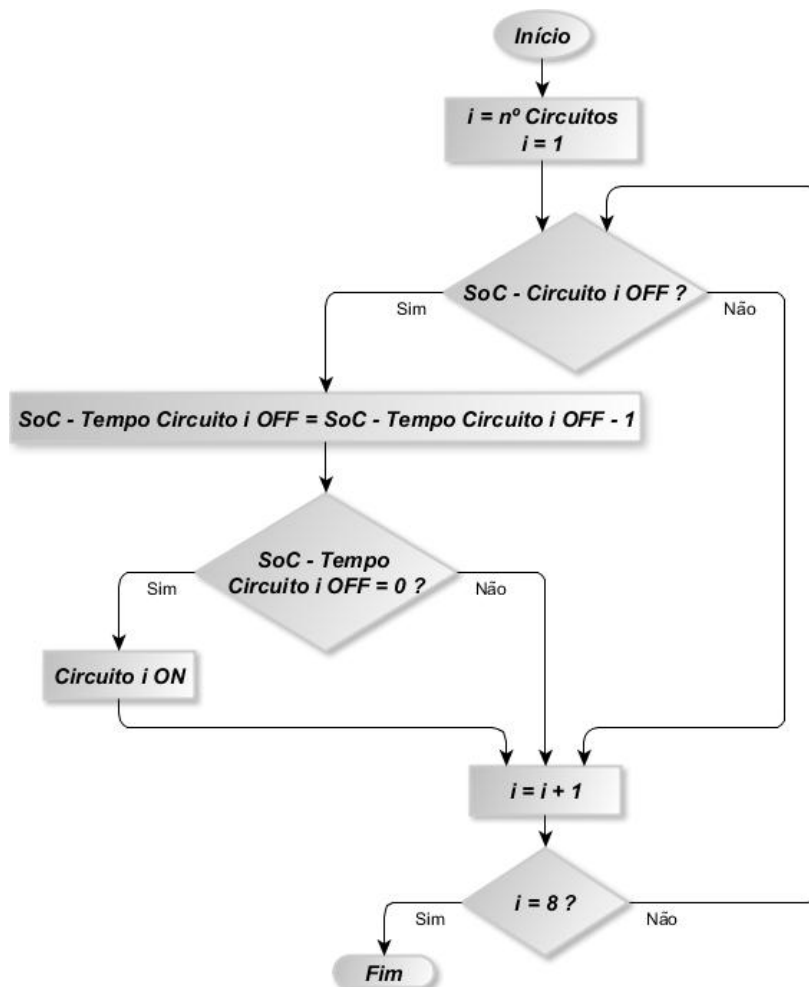 Início
i = nº Circuitos
i = 1
SoC - Circuito i OFF ?
Sim
Não
SoC - Tempo Circuito i OFF = SoC - Tempo Circuito i OFF - 1
SoC - Tempo
Circuito i OFF = 0 ?
Sim
Não
Circuito i ON
i = i + 1
i = 8 ?
Sim
Não
Fim